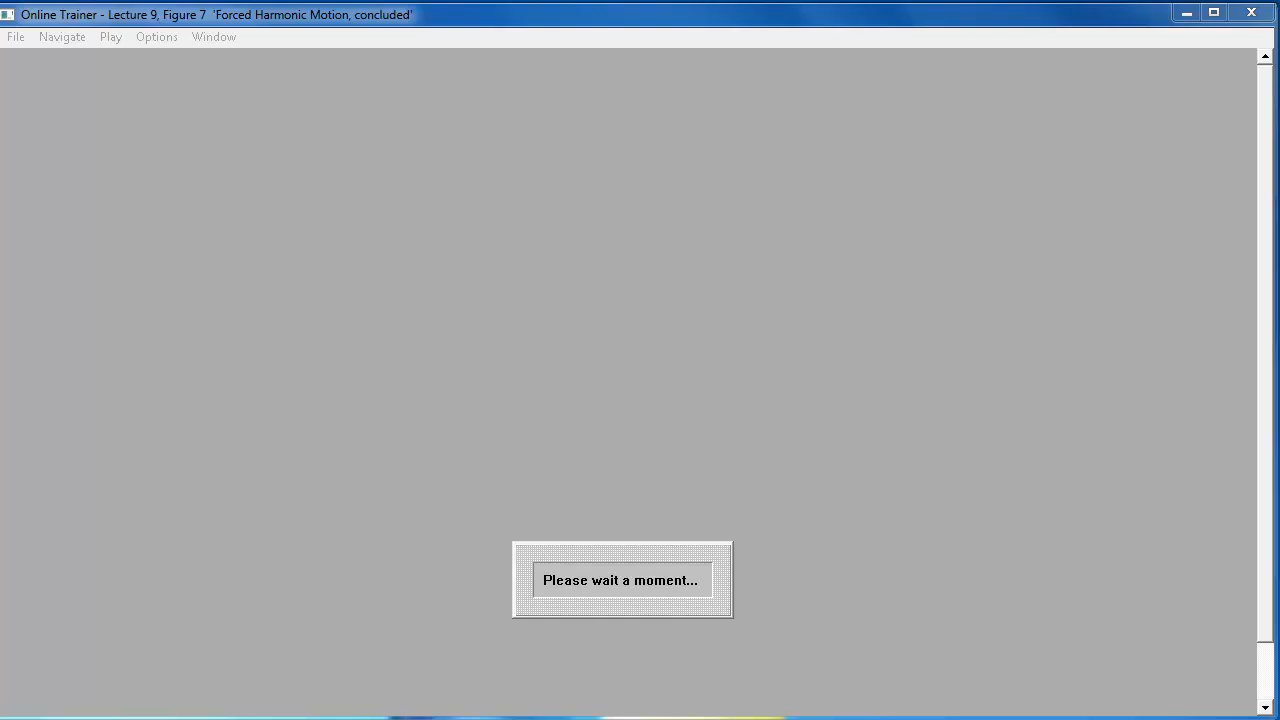 Online Trainer - Lecture 9, Figure 7  'Forced Harmonic Motion, concluded'
File Navigate Play Options Window
Please wait a moment...